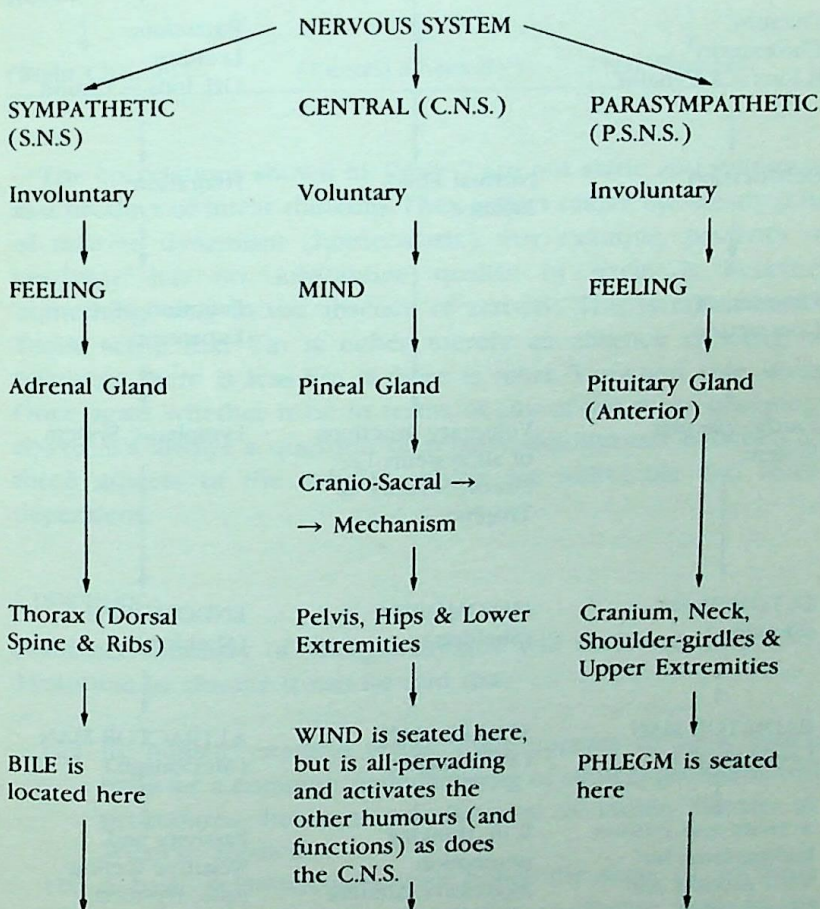 NERVOUS SYSTEM
SYMPATHETIC
(S.N.S)
CENTRAL (C.N.S.)
PARASYMPATHETIC
(P.S.N.S.)
Involuntary
Voluntary
Involuntary
FEELING
MIND
FEELING
Adrenal Gland
Pineal Gland
Pituitary Gland
(Anterior)
Cranio-Sacral →
→ Mechanism
Thorax (Dorsal
Spine & Ribs)
Pelvis, Hips & Lower
Extremities
Cranium, Neck,
Shoulder-girdles &
Upper Extremities
BILE is
located here
WIND is seated here,
but is all-pervading
and activates the
other humours (and
functions) as does
the C.N.S.
PHLEGM is seated
here